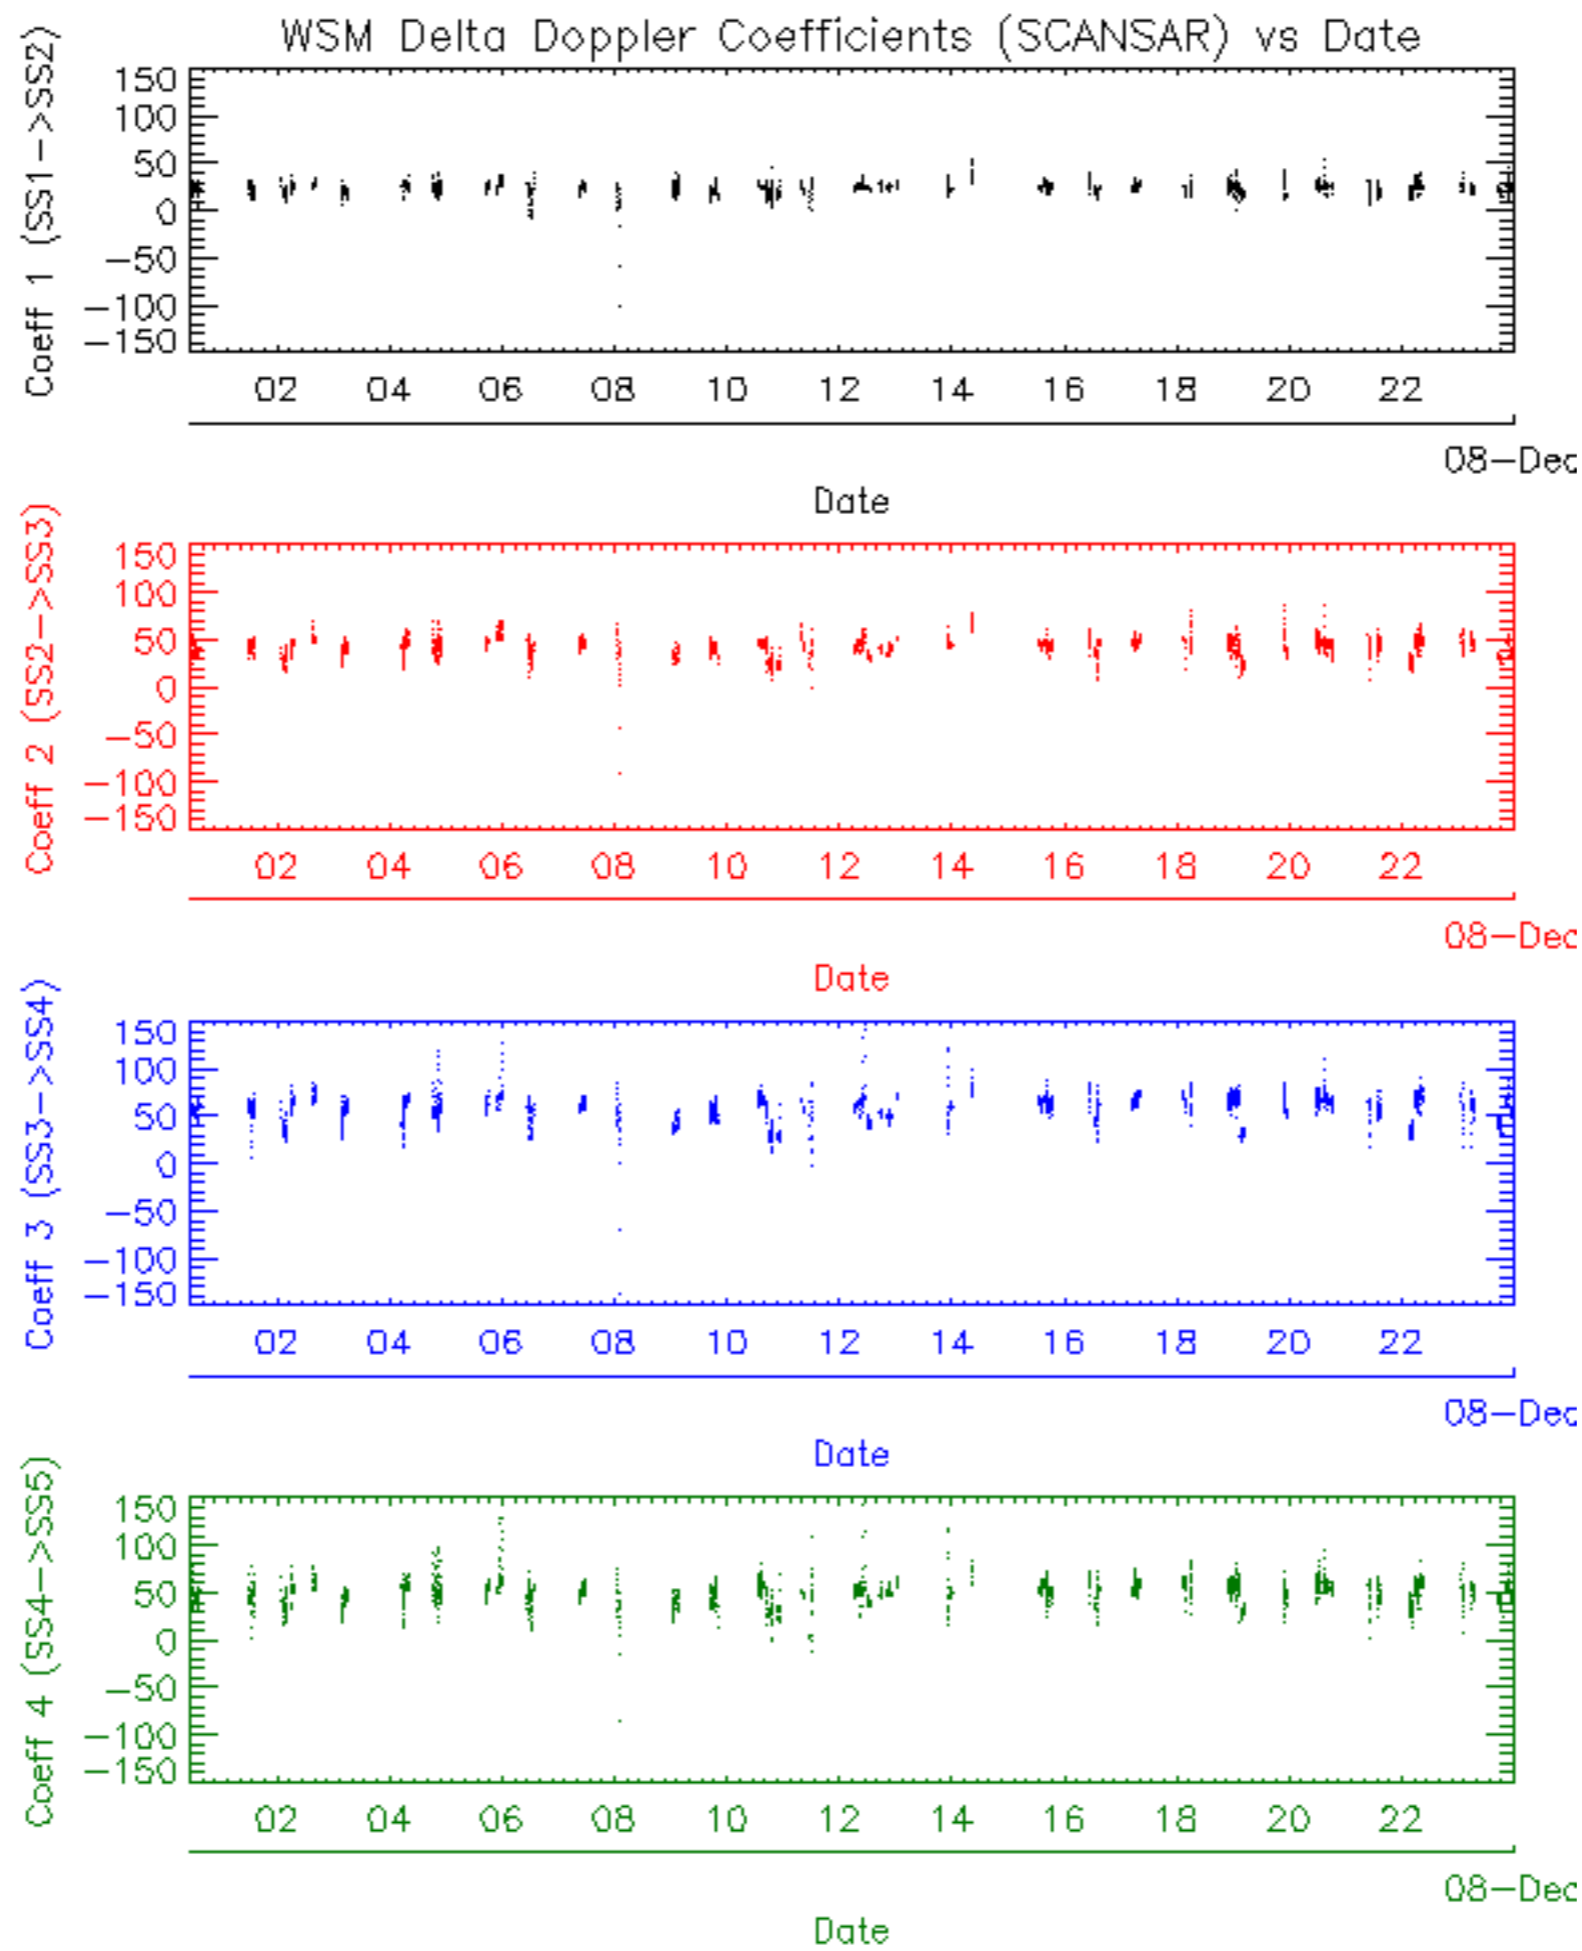 WSM Delta Doppler Coefficients (SCANSAR) vs Date
Coeff 1 (SS1->SS2)
150
100
50
0
-50
-100
-150
02 04 06 08 10 12 14 16 18 20 22
08-Dec
Date
Coeff 2 (SS2->SS3)
150
100
50
0
-50
-100
-150
02 04 06 08 10 12 14 16 18 20 22
08-Dec
Date
Coeff 3 (SS3->SS4)
150
100
50
0
-50
-100
-150
02 04 06 08 10 12 14 16 18 20 22
08-Dec
Date
Coeff 4 (SS4->SS5)
150
100
50
0
-50
-100
-150
02 04 06 08 10 12 14 16 18 20 22
08-Dec
Date